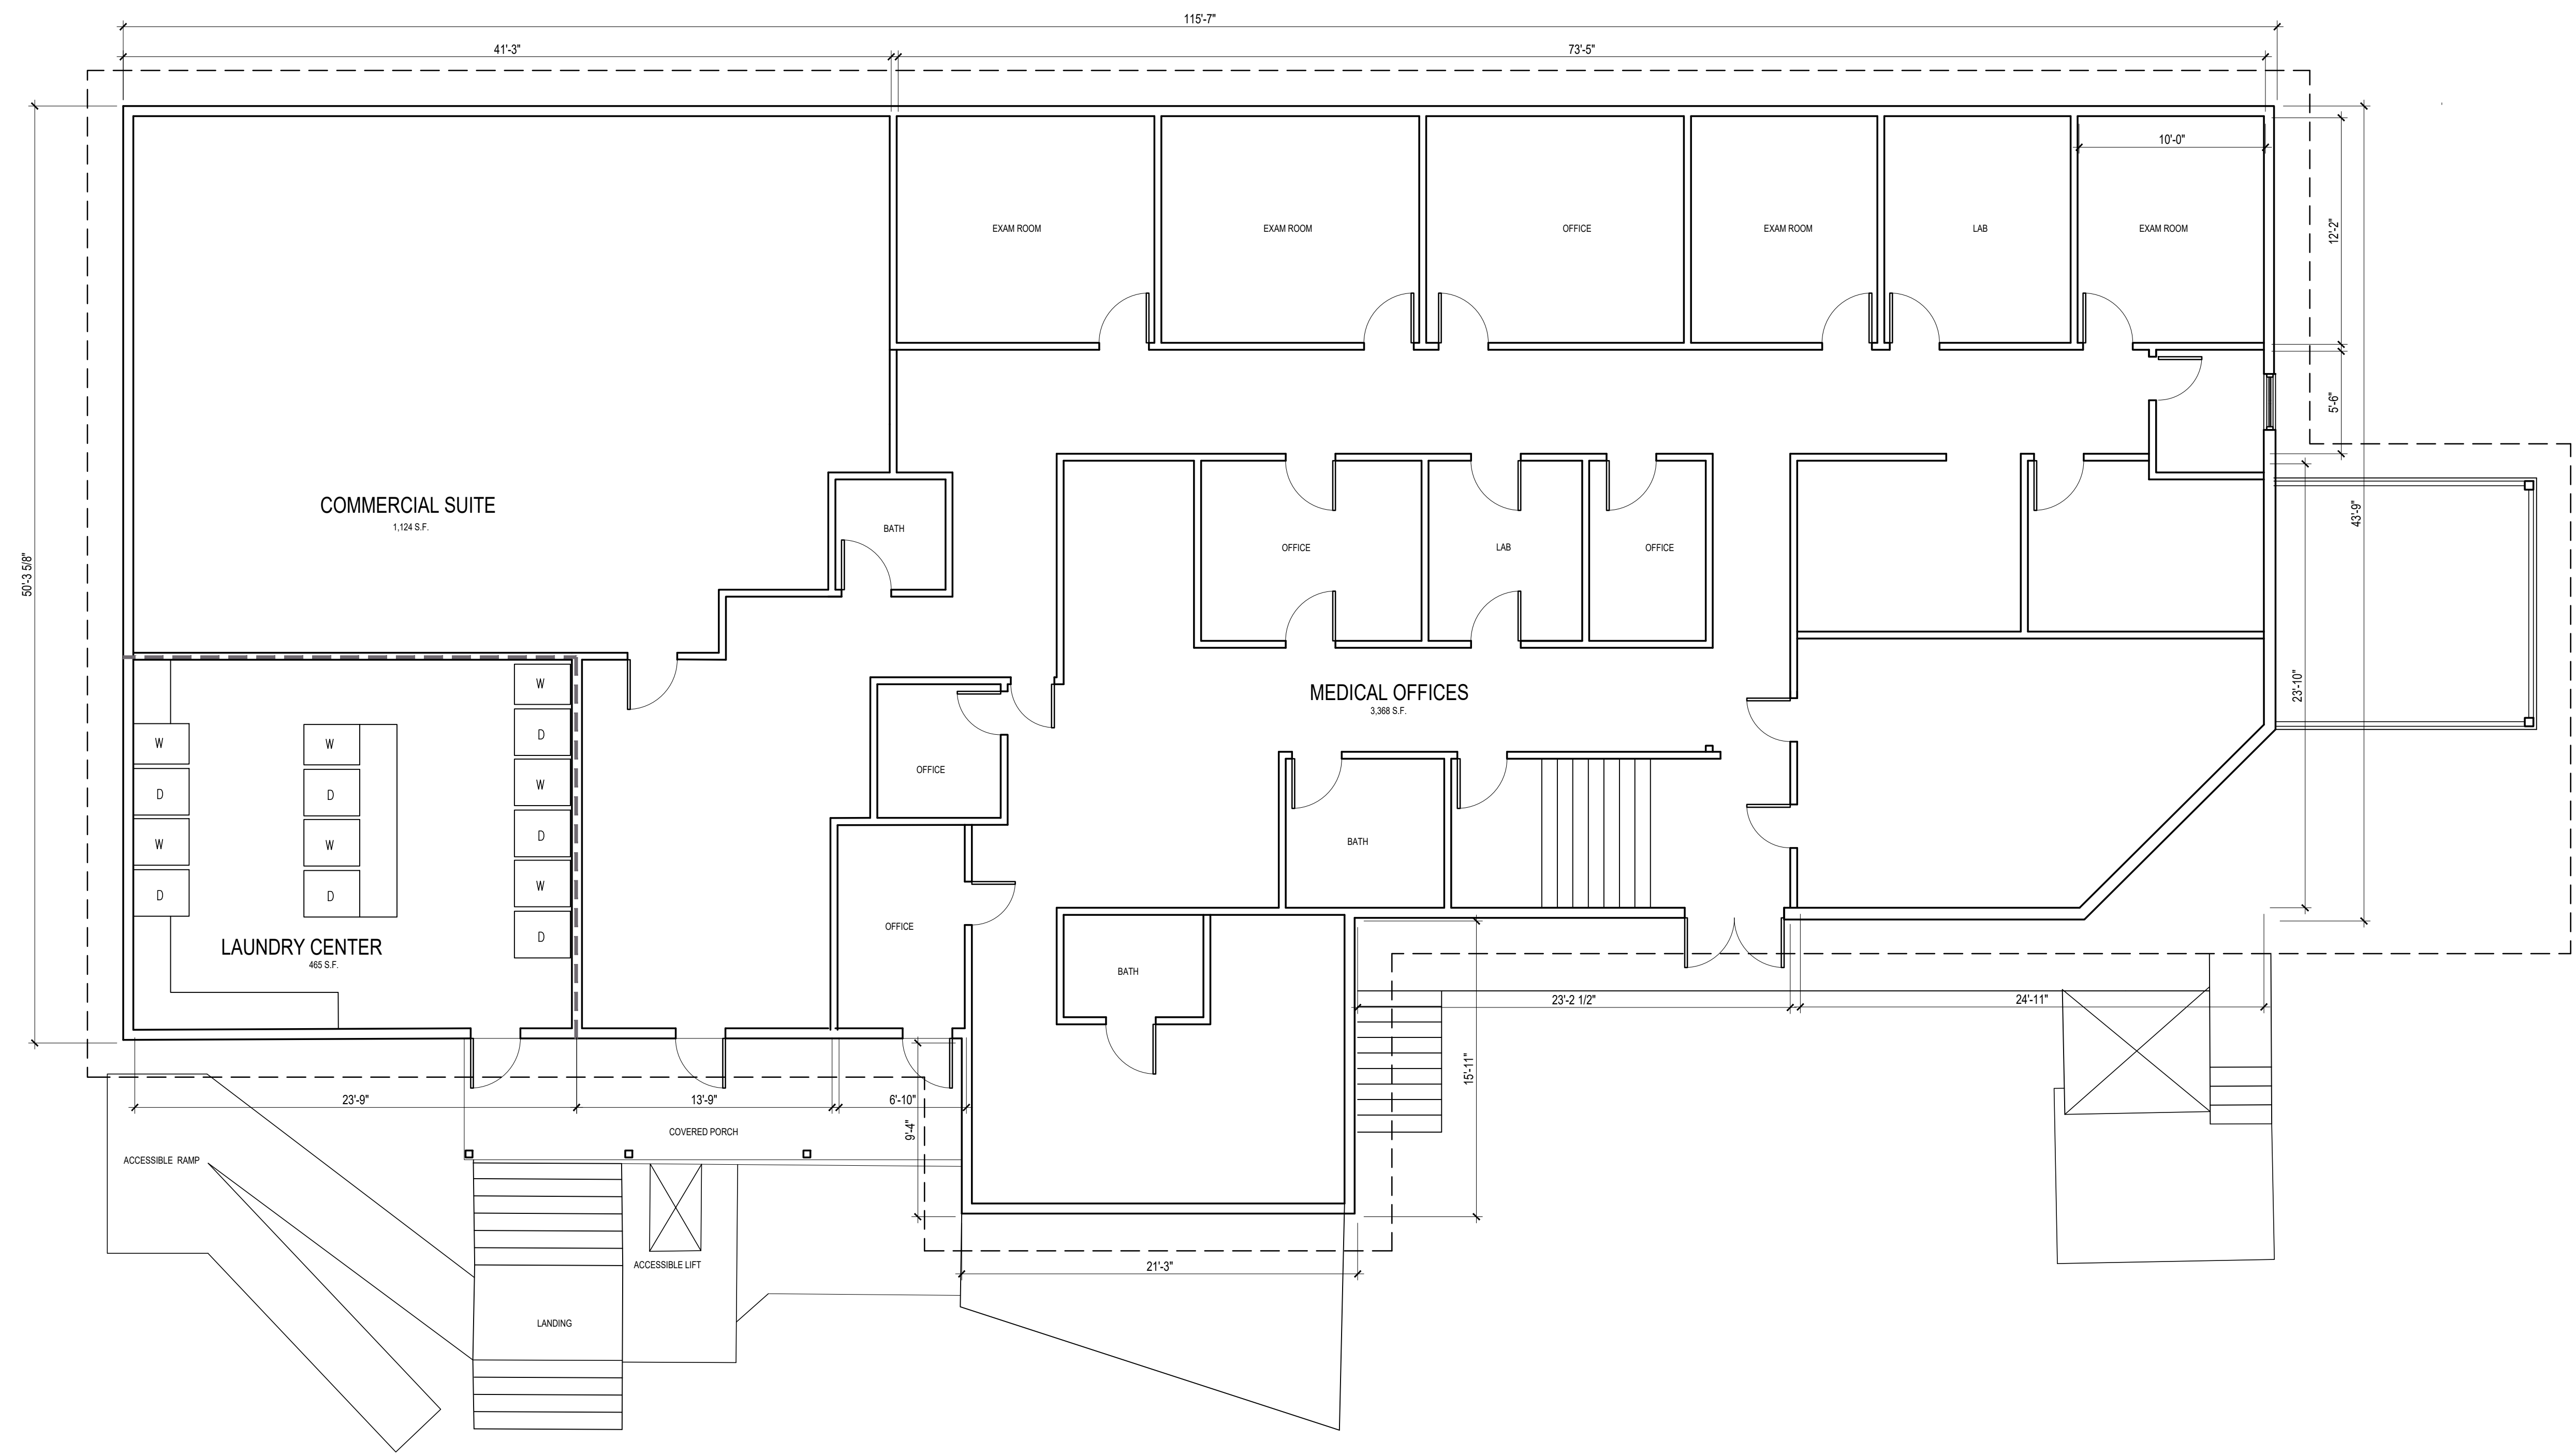 115'-7"
41'-3"
73'-5"
10'-0"
EXAM ROOM
EXAM ROOM
OFFICE
EXAM ROOM
LAB
EXAM ROOM
12'-2"
5'-6"
COMMERCIAL SUITE
1,124 S.F.
BATH
OFFICE
LAB
OFFICE
43'-9"
50'-3 5/8"
W
W
D
W
D
W
D
W
D
W
D
W
D
W
D
OFFICE
MEDICAL OFFICES
3,368 S.F.
23'-10"
BATH
OFFICE
LAUNDRY CENTER
465 S.F.
BATH
23'-2 1/2"
24'-11"
15'-11"
23'-9"
13'-9"
6'-10"
9'-4"
COVERED PORCH
ACCESSIBLE RAMP
ACCESSIBLE LIFT
21'-3"
LANDING